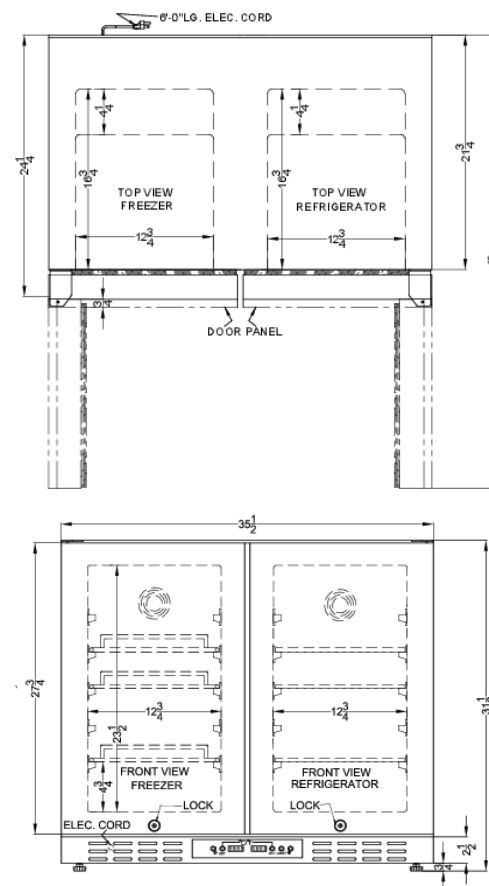 6'-0"LG. ELEC. CORD
24 1/4
4 1/4
4 1/4
16 3/4
16 3/4
21 3/4
TOP VIEW
FREEZER
TOP VIEW
REFRIGERATOR
12 3/4
12 3/4
3/4
DOOR PANEL
35 1/2
27 3/4
23 1/2
12 3/4
12 3/4
4 3/4
FRONT VIEW
FREEZER
FRONT VIEW
REFRIGERATOR
LOCK
LOCK
ELEC. CORD
2 1/2
3/4